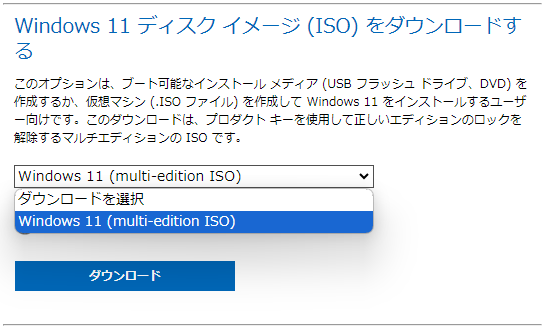 Windows 11 ディスク イメージ (ISO) をダウンロードす
る
このオプションは、ブート可能なインストール メディア (USB フラッシュ ドライブ、DVD) を
作成するか、仮想マシン (.ISO ファイル) を作成して Windows 11 をインストールするユーザ
ー向けです。このダウンロードは、プロダクト キーを使用して正しいエディションのロックを
解除するマルチエディションの ISO です。
Windows 11 (multi-edition ISO)
ダウンロードを選択
Windows 11 (multi-edition ISO)
ダウンロード